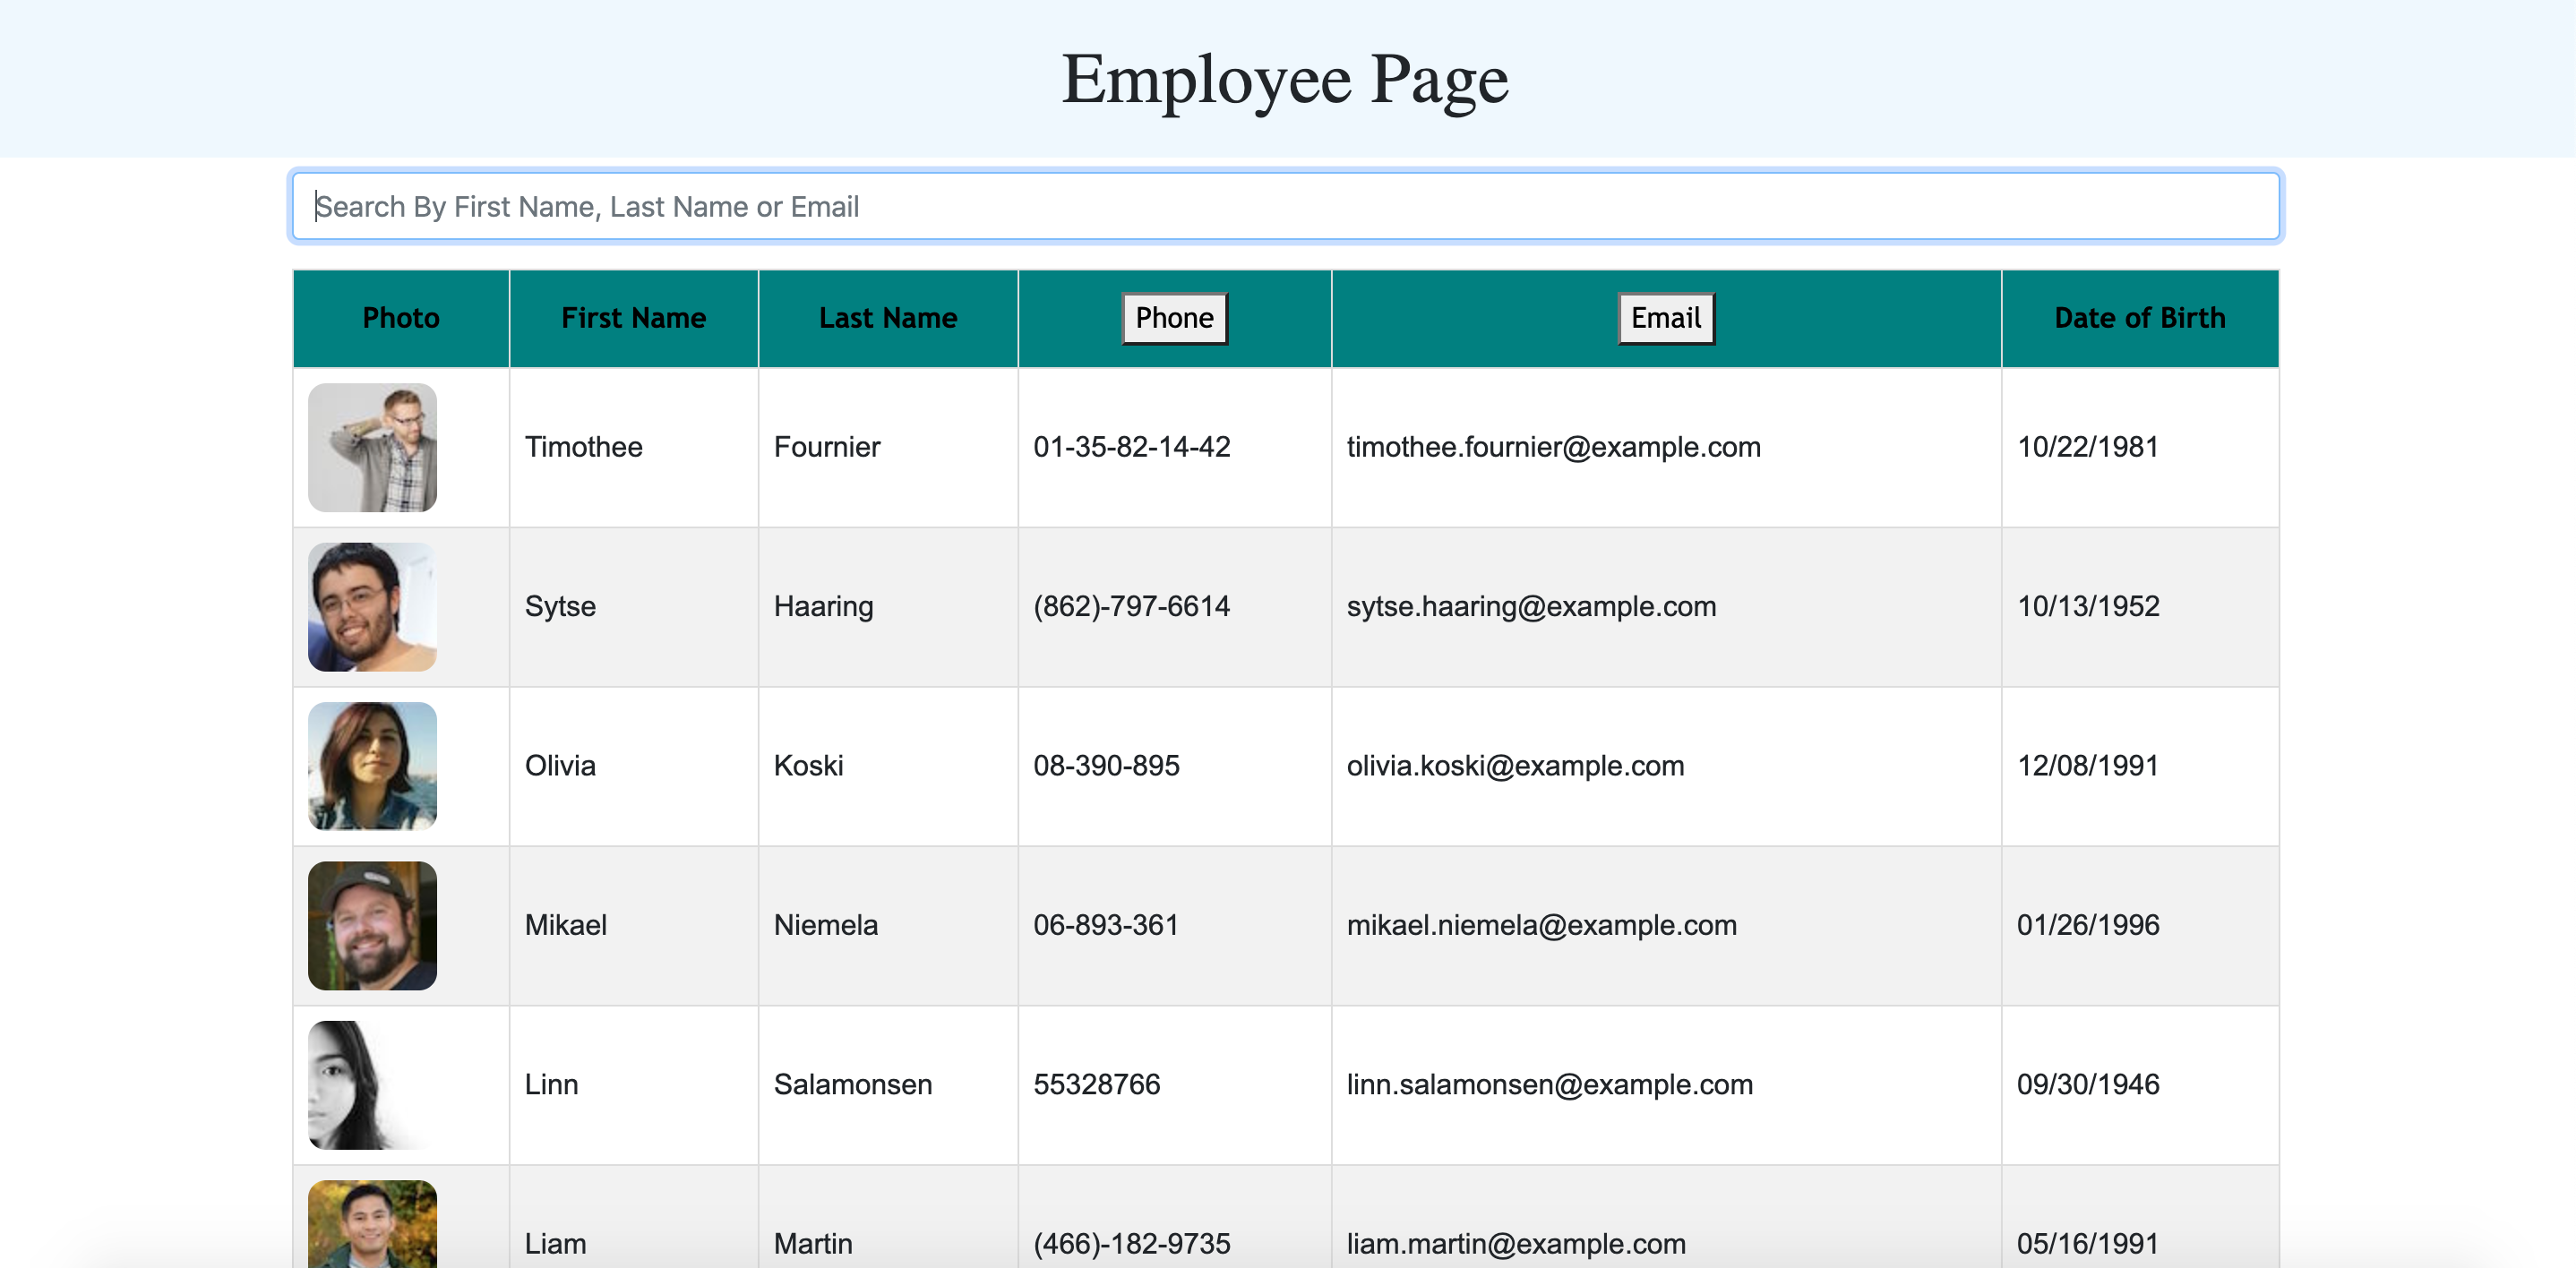 Employee Page
Search By First Name, Last Name or Email
Photo First Name Last Name Phone Email Date of Birth
Timothee Fournier 01-35-82-14-42 timothee.fournier@example.com 10/22/1981
Sytse Haaring (862)-797-6614 sytse.haaring@example.com 10/13/1952
Olivia Koski 08-390-895 olivia.koski@example.com 12/08/1991
Mikael Niemela 06-893-361 mikael.niemela@example.com 01/26/1996
Linn Salamonsen 55328766 linn.salamonsen@example.com 09/30/1946
Liam Martin (466)-182-9735 liam.martin@example.com 05/16/1991